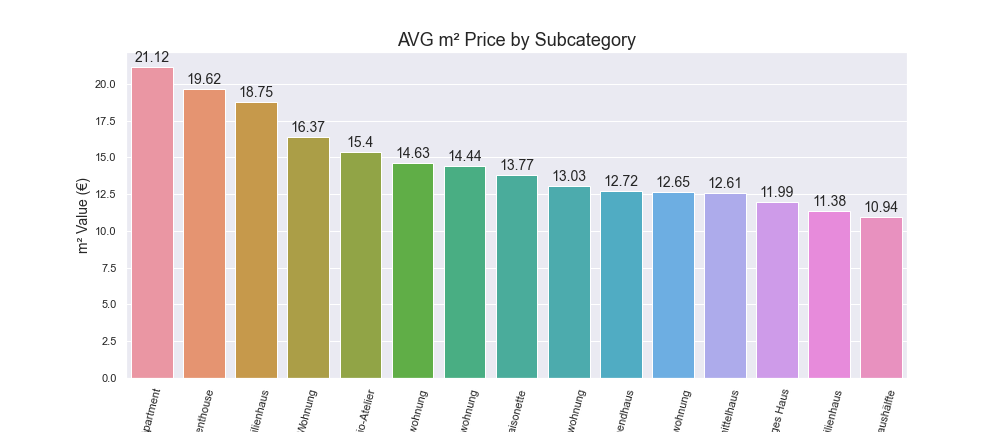 AVG m² Price by Subcategory
21.12
19.62
18.75
16.37
15.4
14.63
14.44
13.77
13.03
12.72
12.65
12.61
11.99
11.38
10.94
m² Value (€)
20.0
17.5
15.0
12.5
10.0
7.5
5.0
2.5
0.0
partment
enthouse
ilienhaus
Wohnung
io-Atelier
wohnung
wohnung
aisonette
wohnung
bendhaus
wohnung
mittelhaus
ges Haus
ilienhaus
aushälfte